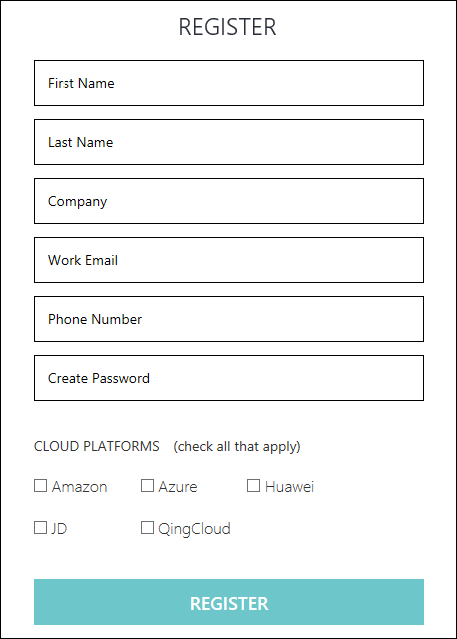 REGISTER
First Name
Last Name
Company
Work Email
Phone Number
Create Password
CLOUD PLATFORMS (check all that apply)
Amazon Azure Huawei
JD QingCloud
REGISTER